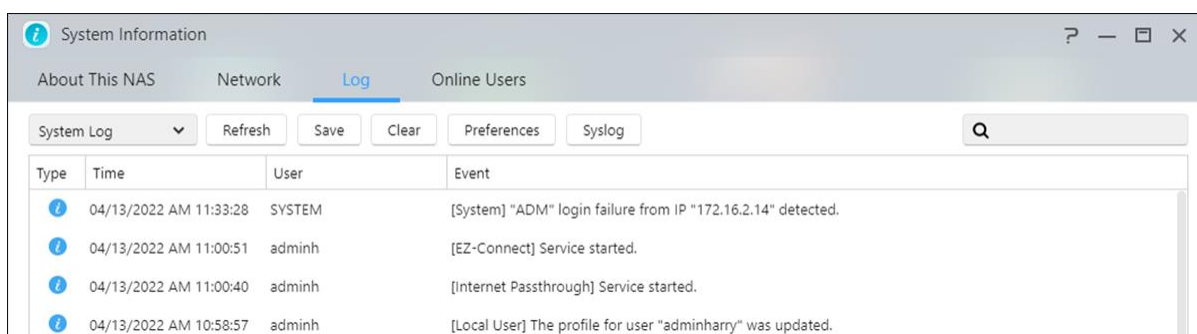 System Information
About This NAS Network Log Online Users
System Log Refresh Save Clear Preferences Syslog
Type Time User Event
04/13/2022 AM 11:33:28 SYSTEM [System] "ADM" login failure from IP "172.16.2.14" detected.
04/13/2022 AM 11:00:51 adminh [EZ-Connect] Service started.
04/13/2022 AM 11:00:40 adminh [Internet Passthrough] Service started.
04/13/2022 AM 10:58:57 adminh [Local User] The profile for user "adminharry" was updated.